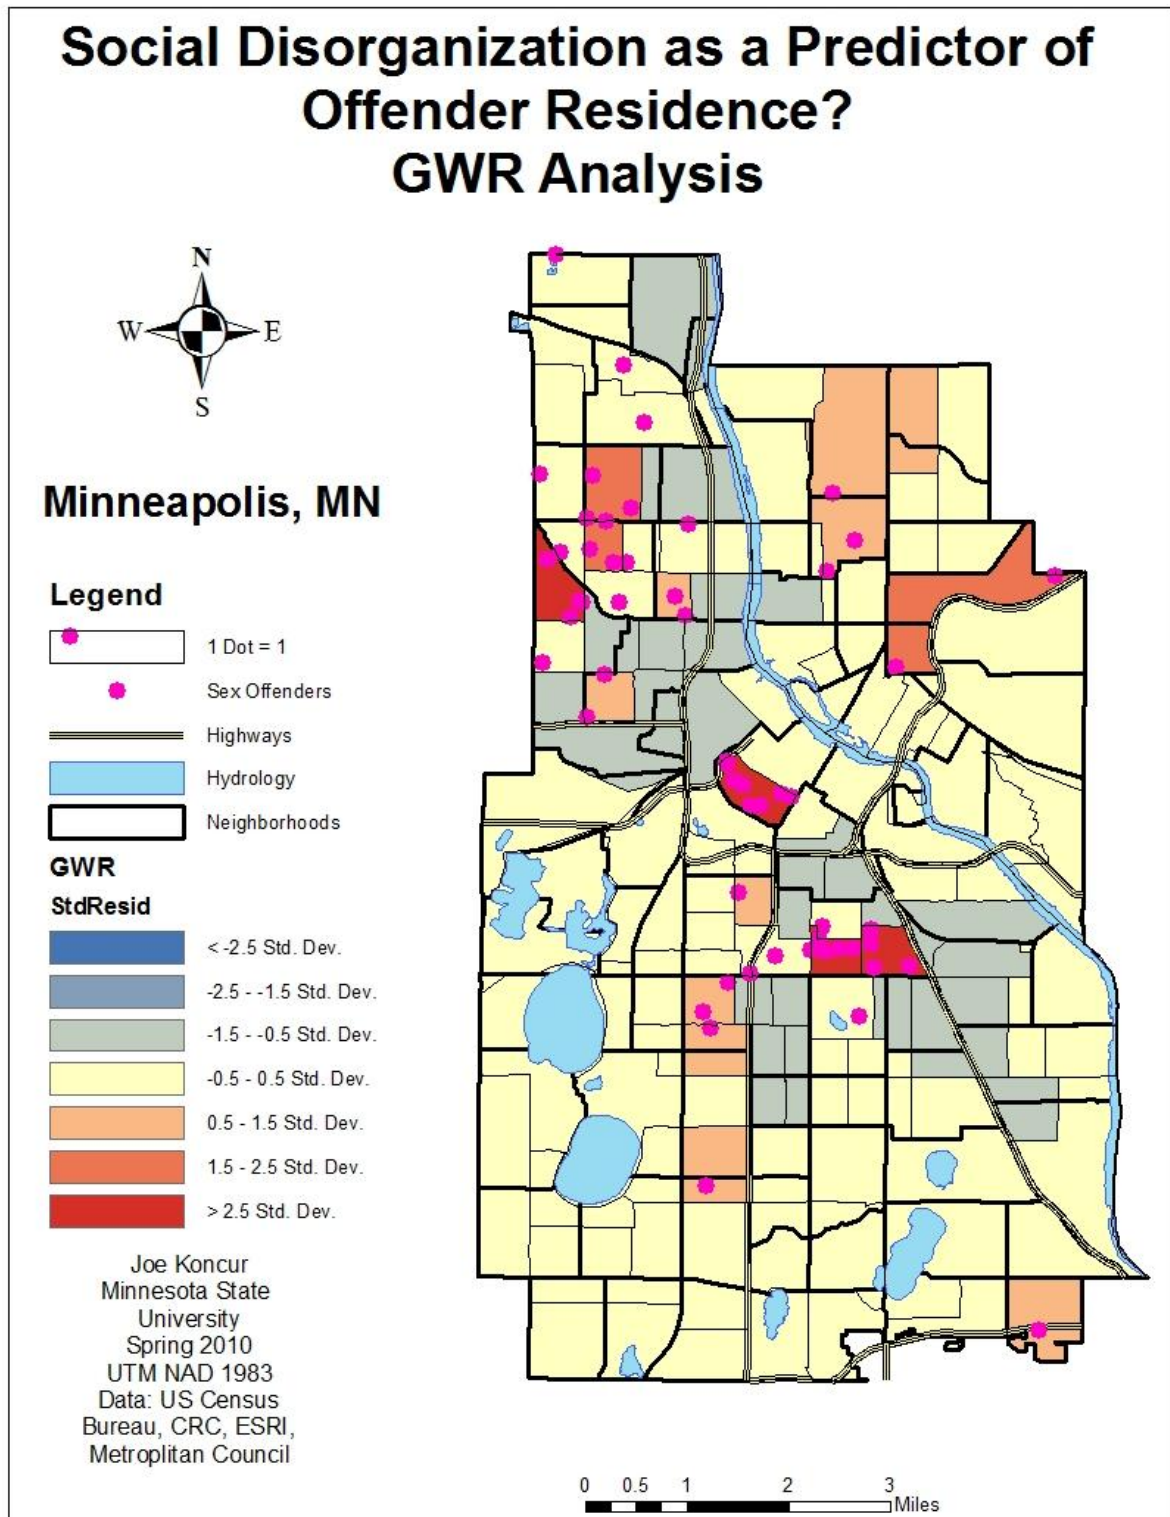 Social Disorganization as a Predictor of
Offender Residence?
GWR Analysis
N
W
E
S
Minneapolis, MN
Legend
1 Dot = 1
Sex Offenders
Highways
Hydrology
Neighborhoods
GWR
StdResid
< -2.5 Std. Dev.
-2.5 - -1.5 Std. Dev.
-1.5 - -0.5 Std. Dev.
-0.5 - 0.5 Std. Dev.
0.5 - 1.5 Std. Dev.
1.5 - 2.5 Std. Dev.
> 2.5 Std. Dev.
Joe Koncur
Minnesota State
University
Spring 2010
UTM NAD 1983
Data: US Census
Bureau, CRC, ESRI,
Metroplitan Council
0 0.5 1 2 3
Miles